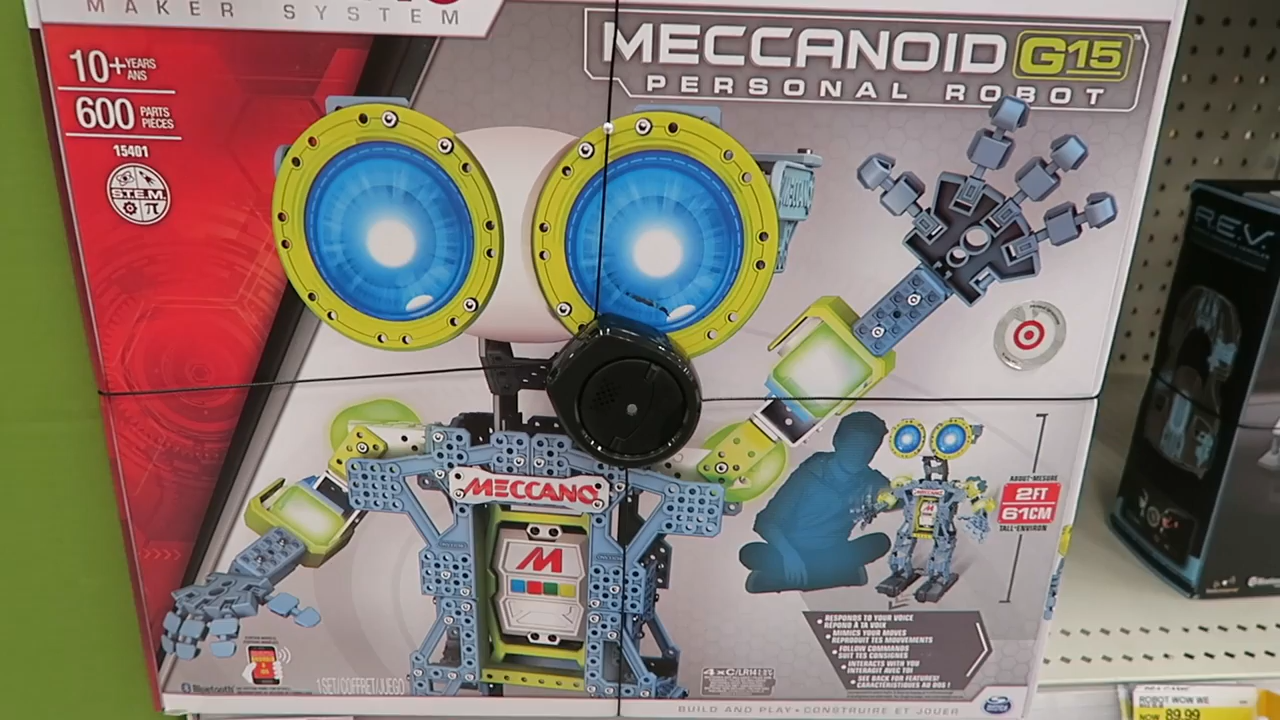 MAKER SYSTEM
MECCANOID G15
PERSONAL ROBOT
10+ YEARS
ANS
600 PARTS
PIÈCES
15401
S.T.E.M.
π
MECCANO
M
ABOUT • MESURE
2FT
61CM
TALL • ENVIRON
• RESPONDS TO YOUR VOICE
RÉPOND À TA VOIX
• MIMICS YOUR MOVES
REPRODUIT TES MOUVEMENTS
• FOLLOW COMMANDS
SUIT TES CONSIGNES
• INTERACTS WITH YOU
INTERAGIT AVEC TOI
• SEE BACK FOR FEATURES!
CARACTÉRISTIQUES AU DOS !
Bluetooth
1 SET/COFFRET/JUEGO
4 x C/LR14
BUILD AND PLAY • CONSTRUIRE ET JOUER
R.E.V.
ROBOT WOW WE
89.99